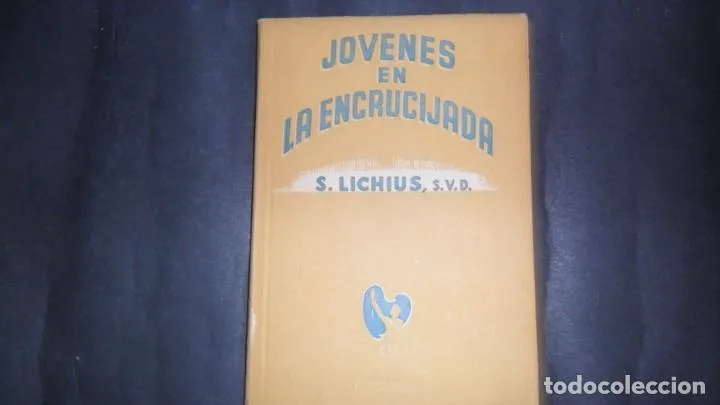 JOVENES
EN
LA ENCRUCIJADA
S. LICHIUS, S.V.D.
todocoleccion